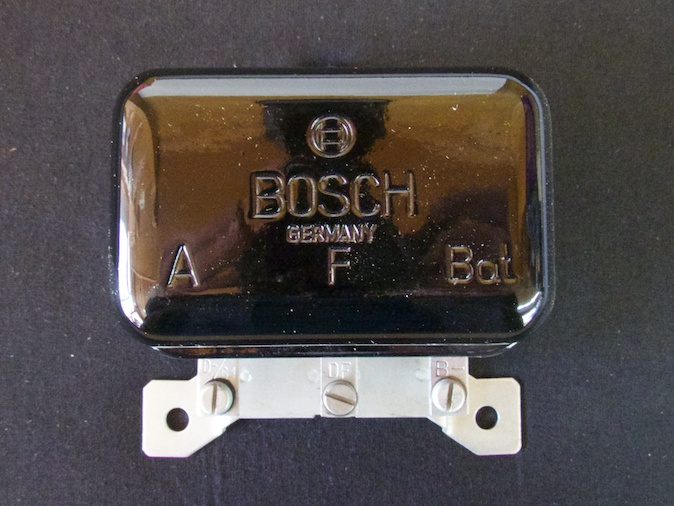 BOSCH
GERMANY
A F Bat
DF B+